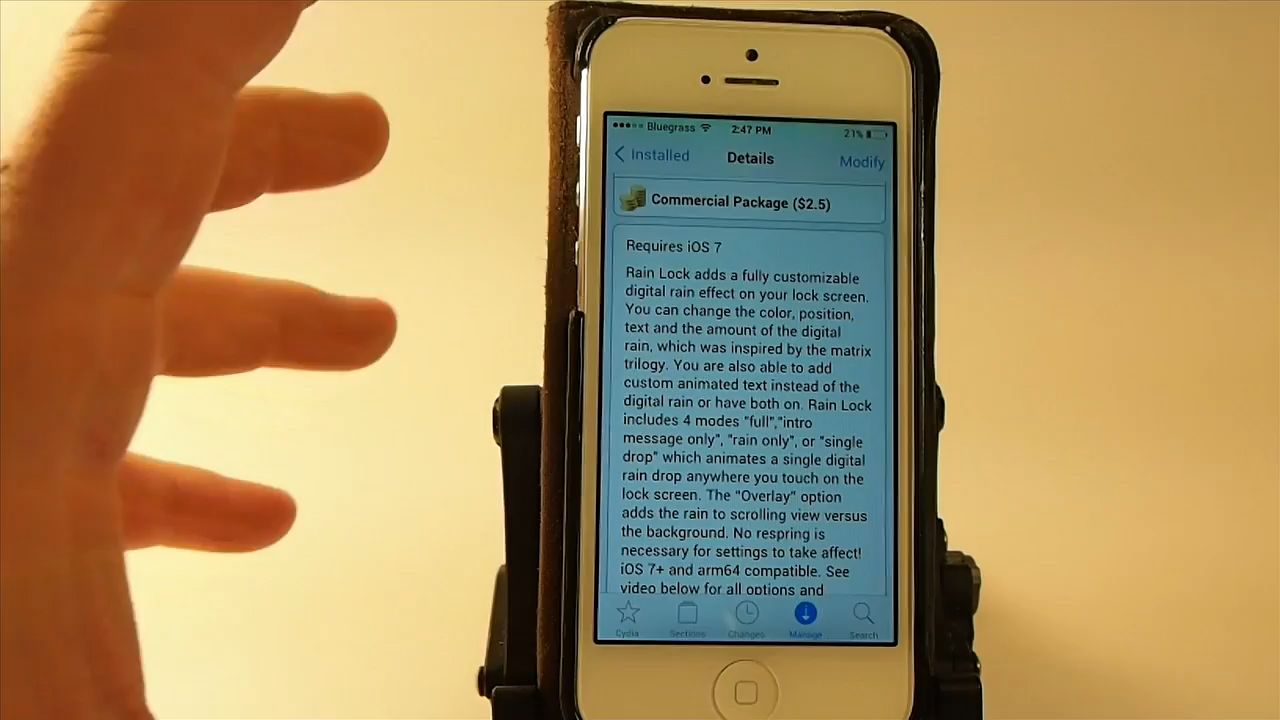 Bluegrass 2:47 PM 21%
Installed Details Modify
Commercial Package ($2.5)
Requires iOS 7
Rain Lock adds a fully customizable
digital rain effect on your lock screen.
You can change the color, position,
text and the amount of the digital
rain, which was inspired by the matrix
trilogy. You are also able to add
custom animated text instead of the
digital rain or have both on. Rain Lock
includes 4 modes "full","intro
message only", "rain only", or "single
drop" which animates a single digital
rain drop anywhere you touch on the
lock screen. The "Overlay" option
adds the rain to scrolling view versus
the background. No respring is
necessary for settings to take affect!
iOS 7+ and arm64 compatible. See
video below for all options and
Cydia Sections Changes Manage Search